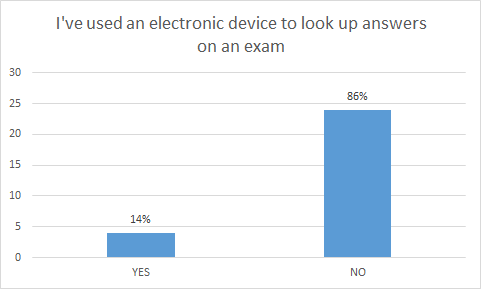 I've used an electronic device to look up answers
on an exam
30
25
20
15
10
5
0
14%
86%
YES
NO